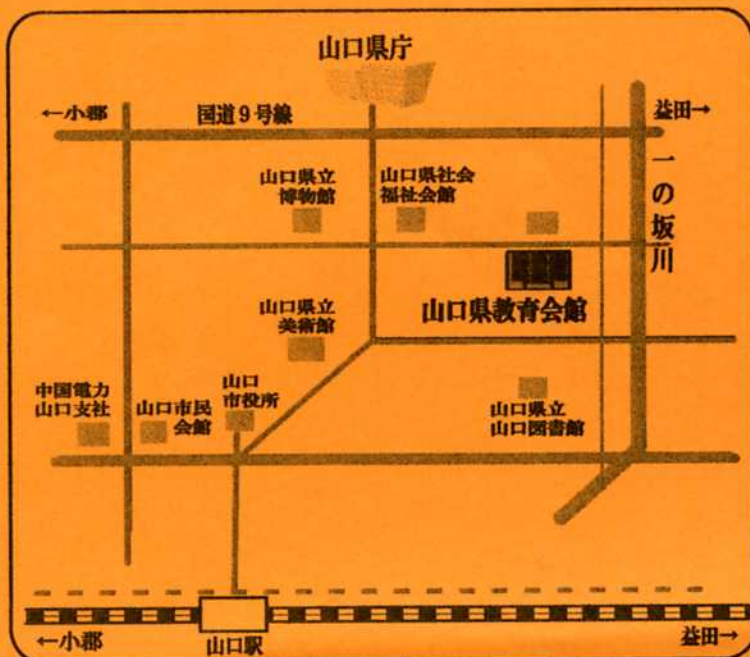 山口県庁
←小郡
国道9号線
益田→
一の坂川
山口県立
博物館
山口県社会
福祉会館
山口県教育会館
山口県立
美術館
中国電力
山口支社
山口市民
会館
山口
市役所
山口県立
山口図書館
←小郡
山口駅
益田→